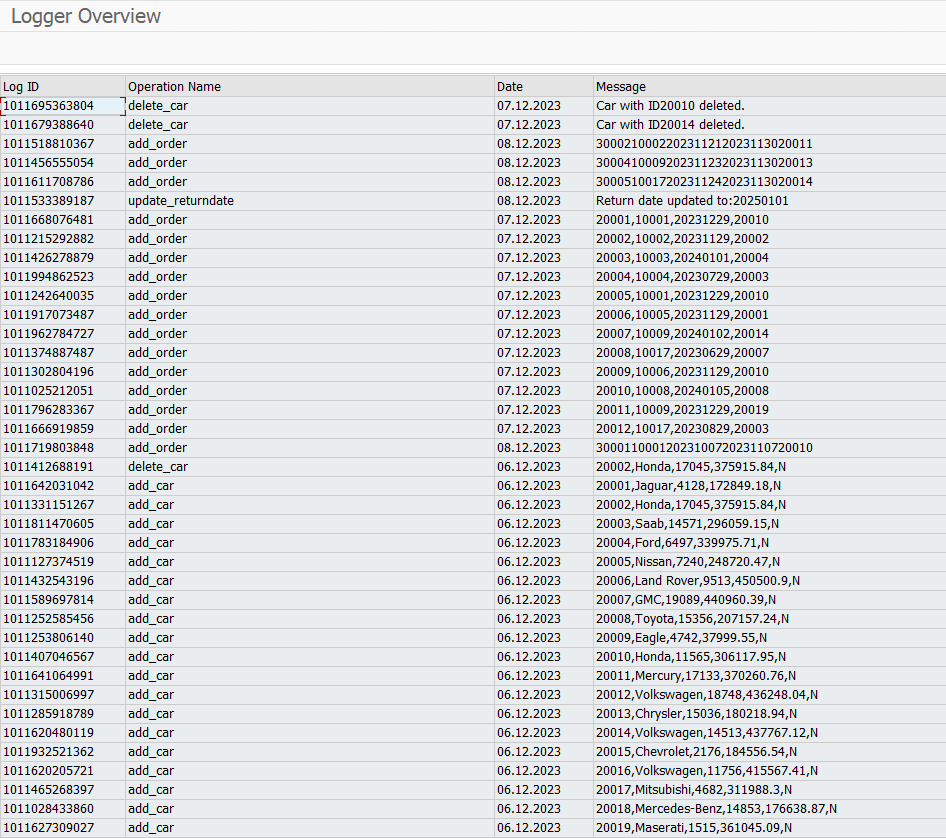 Logger Overview
Log ID Operation Name Date Message
1011695363804 delete_car 07.12.2023 Car with ID20010 deleted.
1011679388640 delete_car 07.12.2023 Car with ID20014 deleted.
1011518810367 add_order 08.12.2023 3000210002202311212023113020011
1011456555054 add_order 08.12.2023 3000410009202311232023113020013
1011611708786 add_order 08.12.2023 3000510017202311242023113020014
1011533389187 update_returndate 08.12.2023 Return date updated to:20250101
1011668076481 add_order 07.12.2023 20001,10001,20231229,20010
1011215292882 add_order 07.12.2023 20002,10002,20231129,20002
1011426278879 add_order 07.12.2023 20003,10003,20240101,20004
1011994862523 add_order 07.12.2023 20004,10004,20230729,20003
1011242640035 add_order 07.12.2023 20005,10001,20231229,20010
1011917073487 add_order 07.12.2023 20006,10005,20231129,20001
1011962784727 add_order 07.12.2023 20007,10009,20240102,20014
1011374887487 add_order 07.12.2023 20008,10017,20230629,20007
1011302804196 add_order 07.12.2023 20009,10006,20231129,20010
1011025212051 add_order 07.12.2023 20010,10008,20240105,20008
1011796283367 add_order 07.12.2023 20011,10009,20231229,20019
1011666919859 add_order 07.12.2023 20012,10017,20230829,20003
1011719803848 add_order 08.12.2023 3000110001202310072023110720010
1011412688191 delete_car 06.12.2023 20002,Honda,17045,375915.84,N
1011642031042 add_car 06.12.2023 20001,Jaguar,4128,172849.18,N
1011331151267 add_car 06.12.2023 20002,Honda,17045,375915.84,N
1011811470605 add_car 06.12.2023 20003,Saab,14571,296059.15,N
1011783184906 add_car 06.12.2023 20004,Ford,6497,339975.71,N
1011127374519 add_car 06.12.2023 20005,Nissan,7240,248720.47,N
1011432543196 add_car 06.12.2023 20006,Land Rover,9513,450500.9,N
1011589697814 add_car 06.12.2023 20007,GMC,19089,440960.39,N
1011252585456 add_car 06.12.2023 20008,Toyota,15356,207157.24,N
1011253806140 add_car 06.12.2023 20009,Eagle,4742,37999.55,N
1011407046567 add_car 06.12.2023 20010,Honda,11565,306117.95,N
1011641064991 add_car 06.12.2023 20011,Mercury,17133,370260.76,N
1011315006997 add_car 06.12.2023 20012,Volkswagen,18748,436248.04,N
1011285918789 add_car 06.12.2023 20013,Chrysler,15036,180218.94,N
1011620480119 add_car 06.12.2023 20014,Volkswagen,14513,437767.12,N
1011932521362 add_car 06.12.2023 20015,Chevrolet,2176,184556.54,N
1011620205721 add_car 06.12.2023 20016,Volkswagen,11756,415567.41,N
1011465268397 add_car 06.12.2023 20017,Mitsubishi,4682,311988.3,N
1011028433860 add_car 06.12.2023 20018,Mercedes-Benz,14853,176638.87,N
1011627309027 add_car 06.12.2023 20019,Maserati,1515,361045.09,N